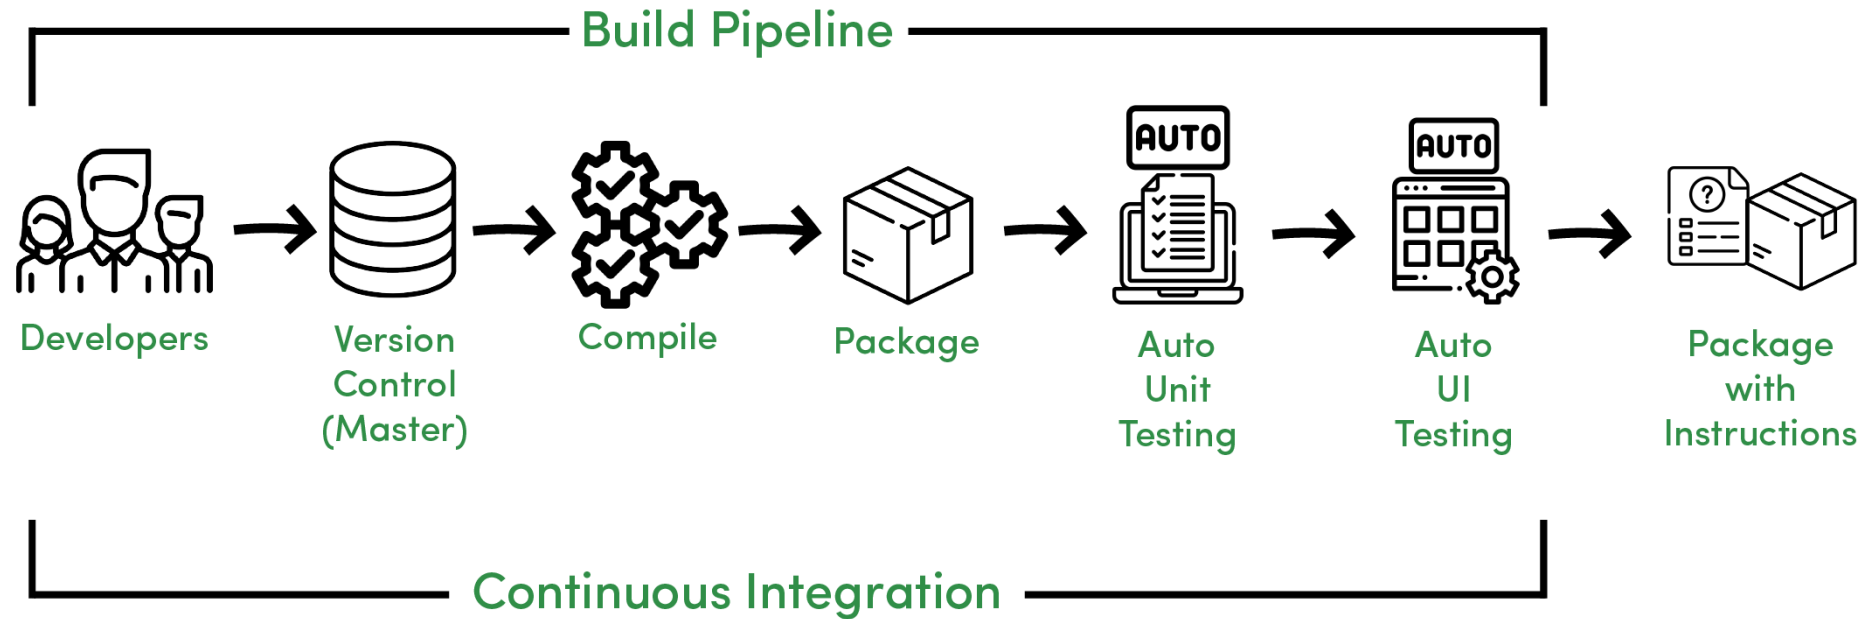 Build Pipeline
AUTO
AUTO
?
Developers
Version
Control
(Master)
Compile
Package
Auto
Unit
Testing
Auto
UI
Testing
Package
with
Instructions
Continuous Integration